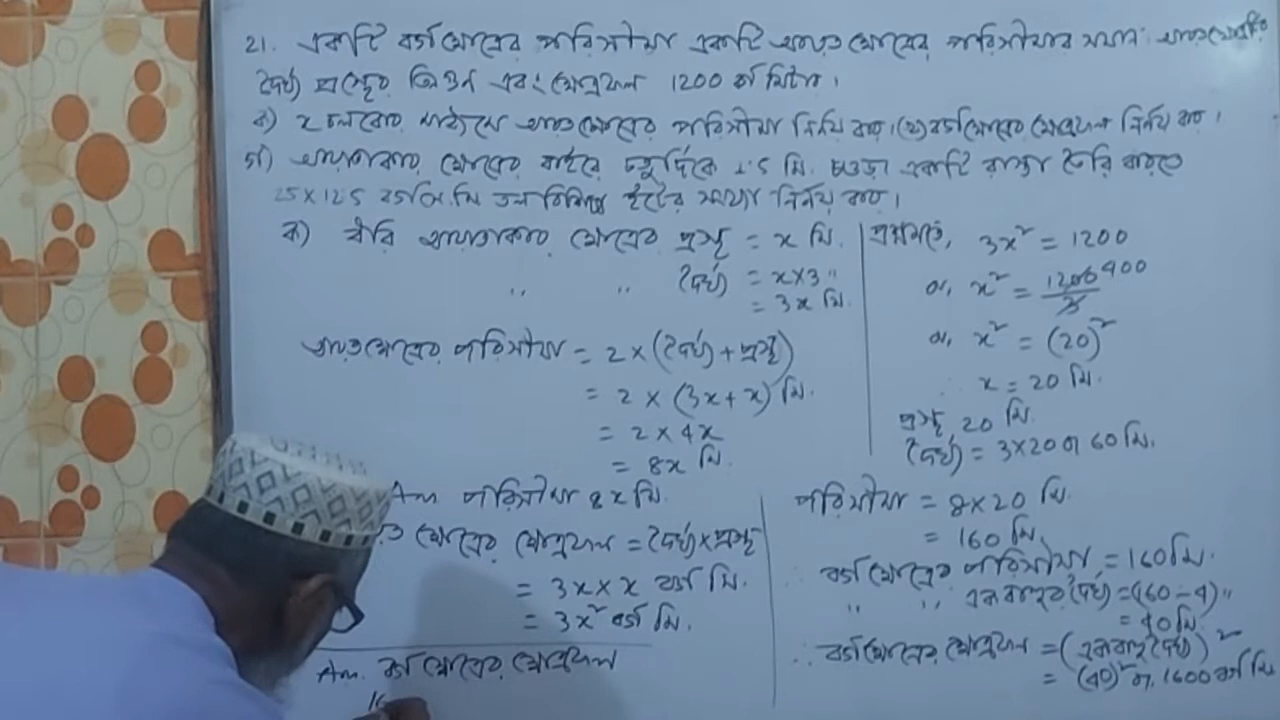 21. একটি বর্গক্ষেত্রের পরিসীমা একটি আয়তক্ষেত্রের পরিসীমার সমান। আয়তক্ষেত্রটির
দৈর্ঘ্য প্রস্থের তিনগুন এবং ক্ষেত্রফল 1200 বর্গ মিটার।
ক) x চলকের মাধ্যমে আয়তক্ষেত্রের পরিসীমা নির্ণয় কর। (খ) বর্গক্ষেত্রের ক্ষেত্রফল নির্ণয় কর।
গ) আয়তাকার ক্ষেত্রের বাইরে চতুর্দিকে 1.5 মি. চওড়া একটি রাস্তা তৈরি করতে
25 × 12.5 বর্গ সে.মি তল বিশিষ্ট ইটের সংখ্যা নির্ণয় কর।
ক) ধরি আয়তাকার ক্ষেত্রের প্রস্থ = x মি.
" " দৈর্ঘ্য = x × 3 "
= 3x মি.
আয়তক্ষেত্রের পরিসীমা = 2 × (দৈর্ঘ্য + প্রস্থ)
= 2 × (3x + x) মি.
= 2 × 4x
= 8x মি.
Am পরিসীমা 8x মি.
ক্ষেত্রের ক্ষেত্রফল = দৈর্ঘ্য × প্রস্থ
= 3x × x বর্গ মি.
= 3x² বর্গ মি.
প্রশ্নমতে, 3x² = 1200
বা, x² = 1200 400 / 3
বা, x² = (20)²
∴ x = 20 মি.
প্রস্থ 20 মি.
দৈর্ঘ্য = 3×20 বা 60 মি.
পরিসীমা = 8 × 20 মি.
= 160 মি.
∴ বর্গক্ষেত্রের পরিসীমা = 160 মি.
" " এক বাহুর দৈর্ঘ্য = (160 ÷ 4) "
= 40 মি.
∴ বর্গক্ষেত্রের ক্ষেত্রফল = (এক বাহুর দৈর্ঘ্য)²
= (40)² বা, 1600 বর্গ মি
Am. বর্গক্ষেত্রের ক্ষেত্রফল
16